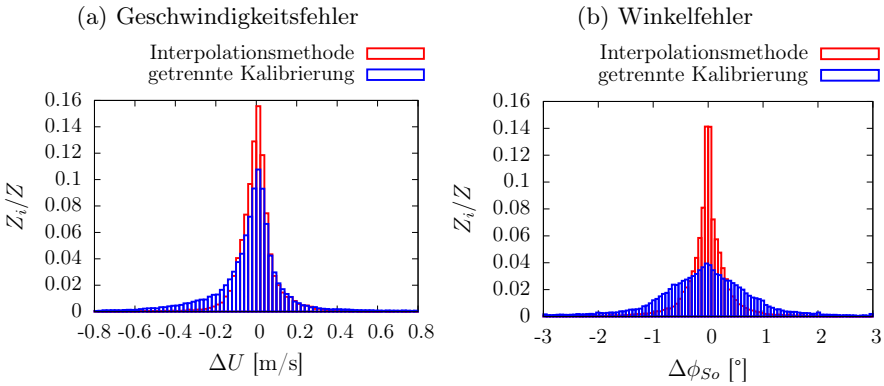 (a) Geschwindigkeitsfehler
Interpolationsmethode
getrennte Kalibrierung
0.16
0.14
0.12
0.1
0.08
0.06
0.04
0.02
0
Z_i/Z
-0.8 -0.6 -0.4 -0.2 0 0.2 0.4 0.6 0.8
ΔU [m/s]
(b) Winkelfehler
Interpolationsmethode
getrennte Kalibrierung
0.16
0.14
0.12
0.1
0.08
0.06
0.04
0.02
0
Z_i/Z
-3 -2 -1 0 1 2 3
Δϕ_{So} [°]